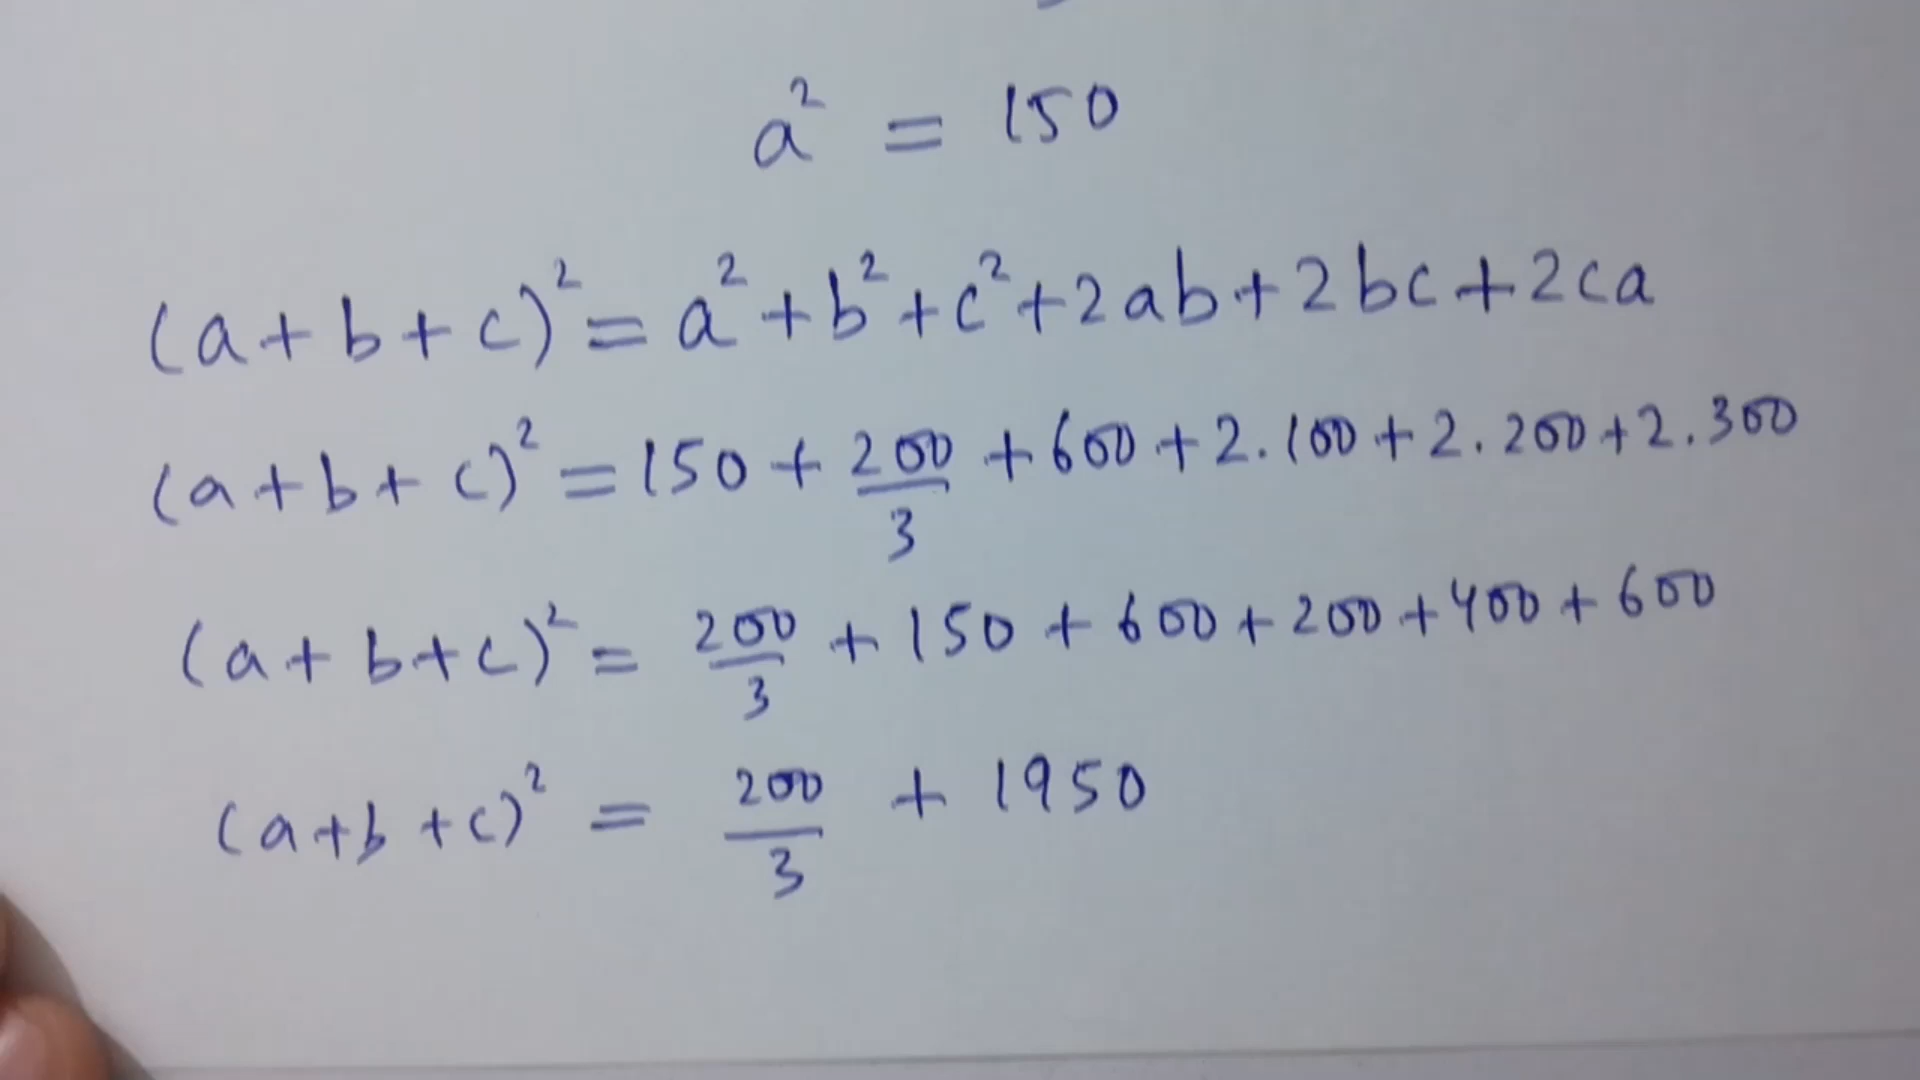 a² = 150
(a+b+c)² = a² + b² + c² + 2ab + 2bc + 2ca
(a+b+c)² = 150 + 200/3 + 600 + 2.100 + 2.200 + 2.300
(a+b+c)² = 200/3 + 150 + 600 + 200 + 400 + 600
(a+b+c)² = 200/3 + 1950